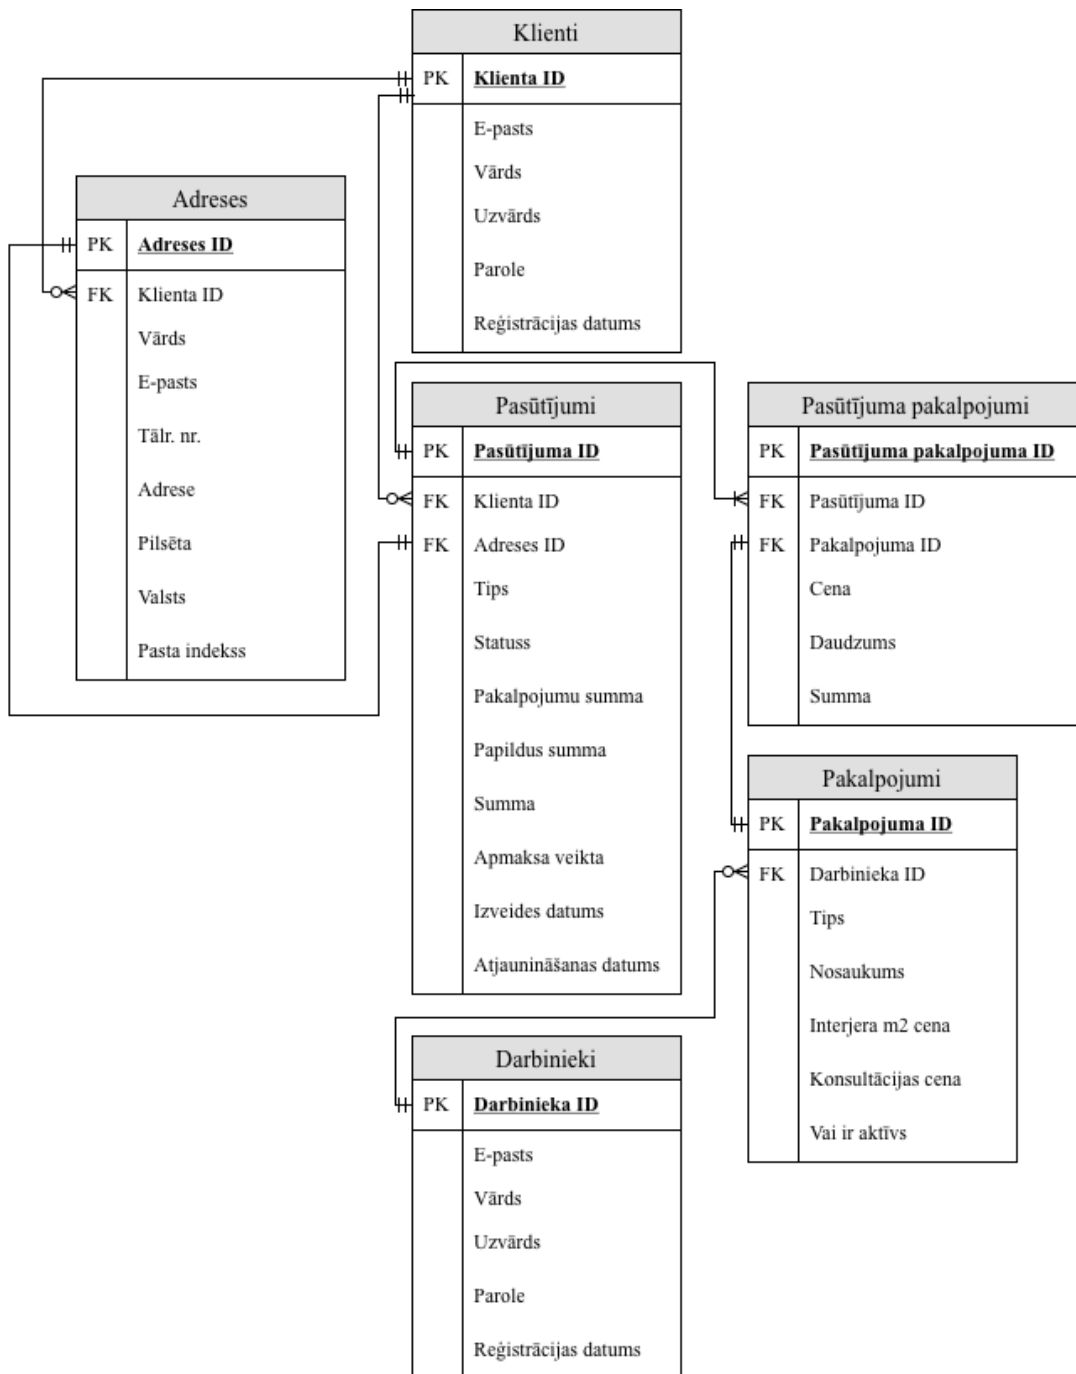 Klienti
PK Klienta ID
E-pasts
Vārds
Uzvārds
Parole
Reģistrācijas datums
Adreses
PK Adreses ID
FK Klienta ID
Vārds
E-pasts
Tālr. nr.
Adrese
Pilsēta
Valsts
Pasta indekss
Pasūtījumi
PK Pasūtījuma ID
FK Klienta ID
FK Adreses ID
Tips
Statuss
Pakalpojumu summa
Papildus summa
Summa
Apmaksa veikta
Izveides datums
Atjaunināšanas datums
Pasūtījuma pakalpojumi
PK Pasūtījuma pakalpojuma ID
FK Pasūtījuma ID
FK Pakalpojuma ID
Cena
Daudzums
Summa
Pakalpojumi
PK Pakalpojuma ID
FK Darbinieka ID
Tips
Nosaukums
Interjera m2 cena
Konsultācijas cena
Vai ir aktīvs
Darbinieki
PK Darbinieka ID
E-pasts
Vārds
Uzvārds
Parole
Reģistrācijas datums